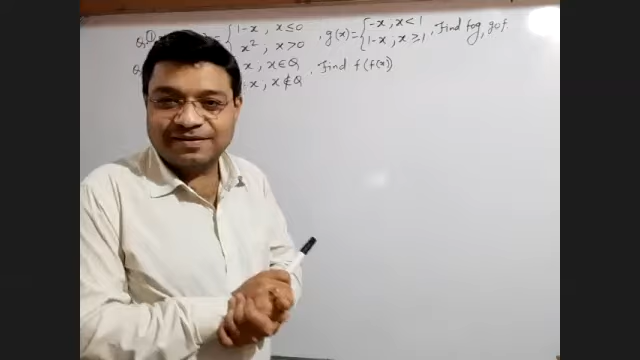 Q① = { 1-x , x≤0 , g(x)= { -x , x<1 , Find fog, gof.
x² , x>0 1-x ; x≥1
Q x , x∈Q , Find f(f(x))
-x , x∉Q